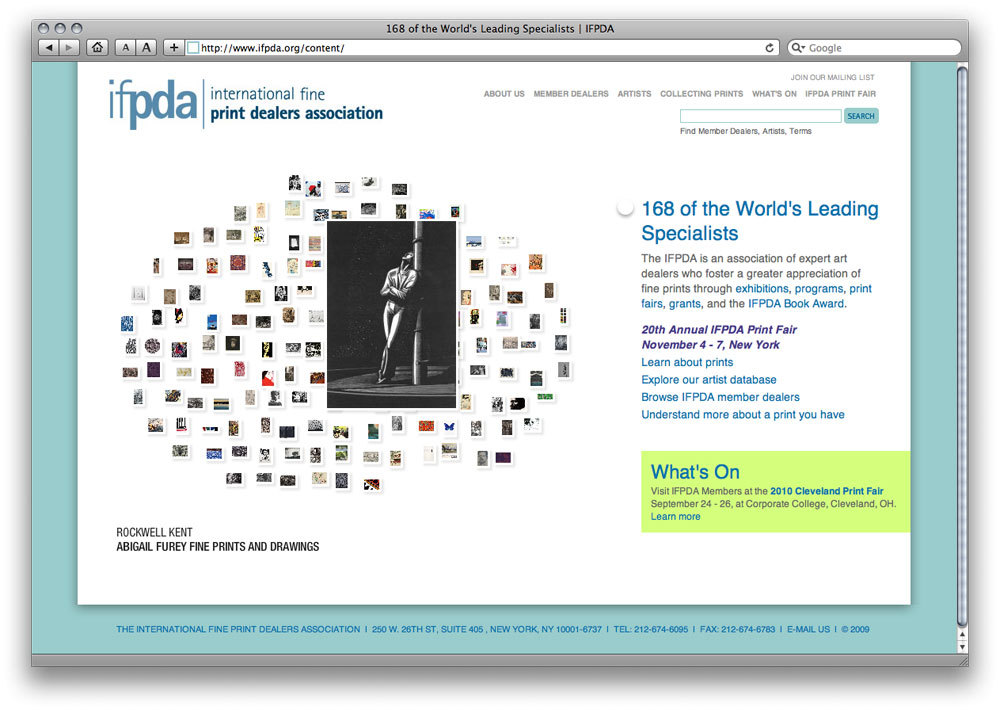 168 of the World's Leading Specialists | IFPDA
A A + http://www.ifpda.org/content/ Google
JOIN OUR MAILING LIST
ifpda international fine
print dealers association
ABOUT US MEMBER DEALERS ARTISTS COLLECTING PRINTS WHAT'S ON IFPDA PRINT FAIR
SEARCH
Find Member Dealers, Artists, Terms
168 of the World's Leading
Specialists
The IFPDA is an association of expert art
dealers who foster a greater appreciation of
fine prints through exhibitions, programs, print
fairs, grants, and the IFPDA Book Award.
20th Annual IFPDA Print Fair
November 4 - 7, New York
Learn about prints
Explore our artist database
Browse IFPDA member dealers
Understand more about a print you have
What's On
Visit IFPDA Members at the 2010 Cleveland Print Fair
September 24 - 26, at Corporate College, Cleveland, OH.
Learn more
ROCKWELL KENT
ABIGAIL FUREY FINE PRINTS AND DRAWINGS
THE INTERNATIONAL FINE PRINT DEALERS ASSOCIATION | 250 W. 26TH ST, SUITE 405 , NEW YORK, NY 10001-6737 | TEL: 212-674-6095 | FAX: 212-674-6783 | E-MAIL US | © 2009